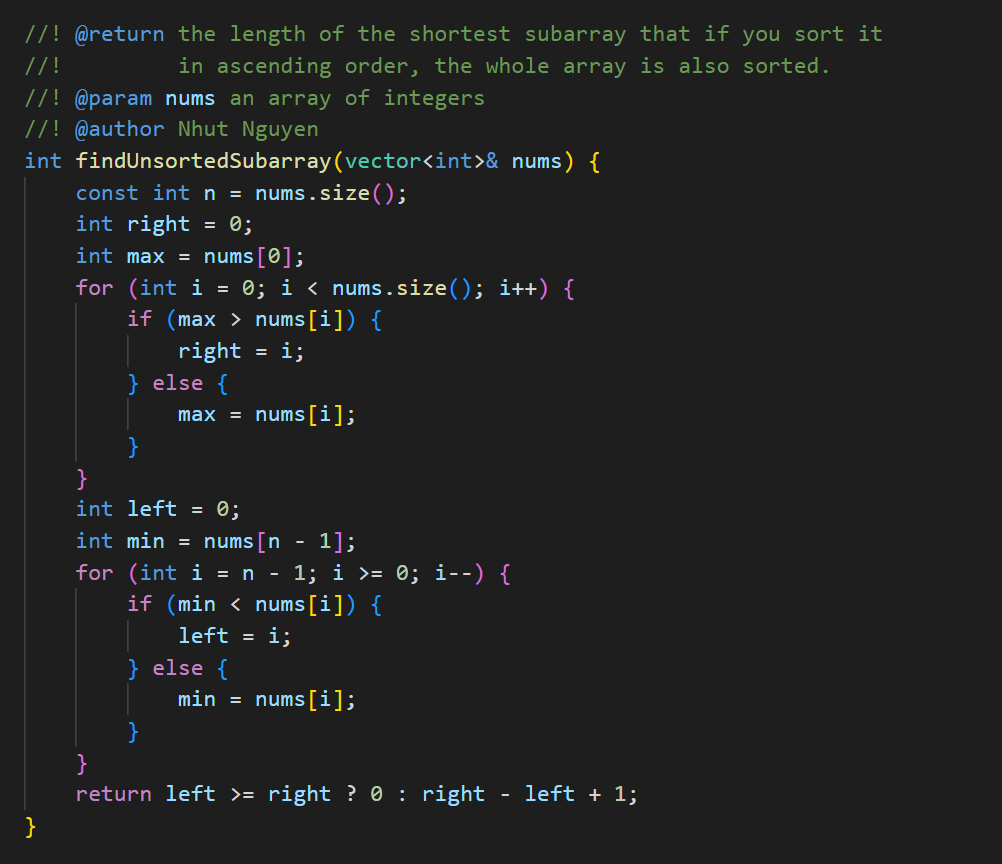 //! @return the length of the shortest subarray that if you sort it
//!         in ascending order, the whole array is also sorted.
//! @param nums an array of integers
//! @author Nhut Nguyen
int findUnsortedSubarray(vector<int>& nums) {
    const int n = nums.size();
    int right = 0;
    int max = nums[0];
    for (int i = 0; i < nums.size(); i++) {
        if (max > nums[i]) {
            right = i;
        } else {
            max = nums[i];
        }
    }
    int left = 0;
    int min = nums[n - 1];
    for (int i = n - 1; i >= 0; i--) {
        if (min < nums[i]) {
            left = i;
        } else {
            min = nums[i];
        }
    }
    return left >= right ? 0 : right - left + 1;
}